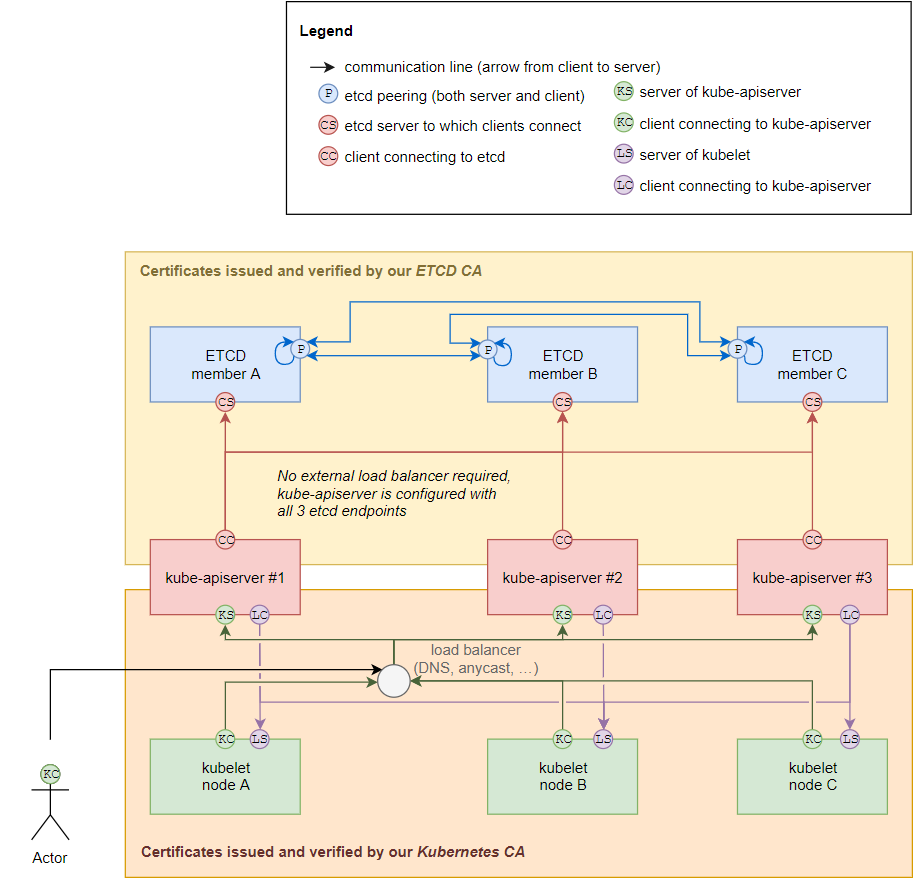 Legend
communication line (arrow from client to server)
P etcd peering (both server and client)
CS etcd server to which clients connect
CC client connecting to etcd
KS server of kube-apiserver
KC client connecting to kube-apiserver
LS server of kubelet
LC client connecting to kube-apiserver
Certificates issued and verified by our ETCD CA
ETCD
member A
P
P
ETCD
member B
P
ETCD
member C
CS
CS
CS
No external load balancer required,
kube-apiserver is configured with
all 3 etcd endpoints
CC
CC
CC
kube-apiserver #1
kube-apiserver #2
kube-apiserver #3
KS LC
KS LC
KS LC
load balancer
(DNS, anycast, …)
KC LS
KC LS
KC LS
kubelet
node A
kubelet
node B
kubelet
node C
KC
Actor
Certificates issued and verified by our Kubernetes CA